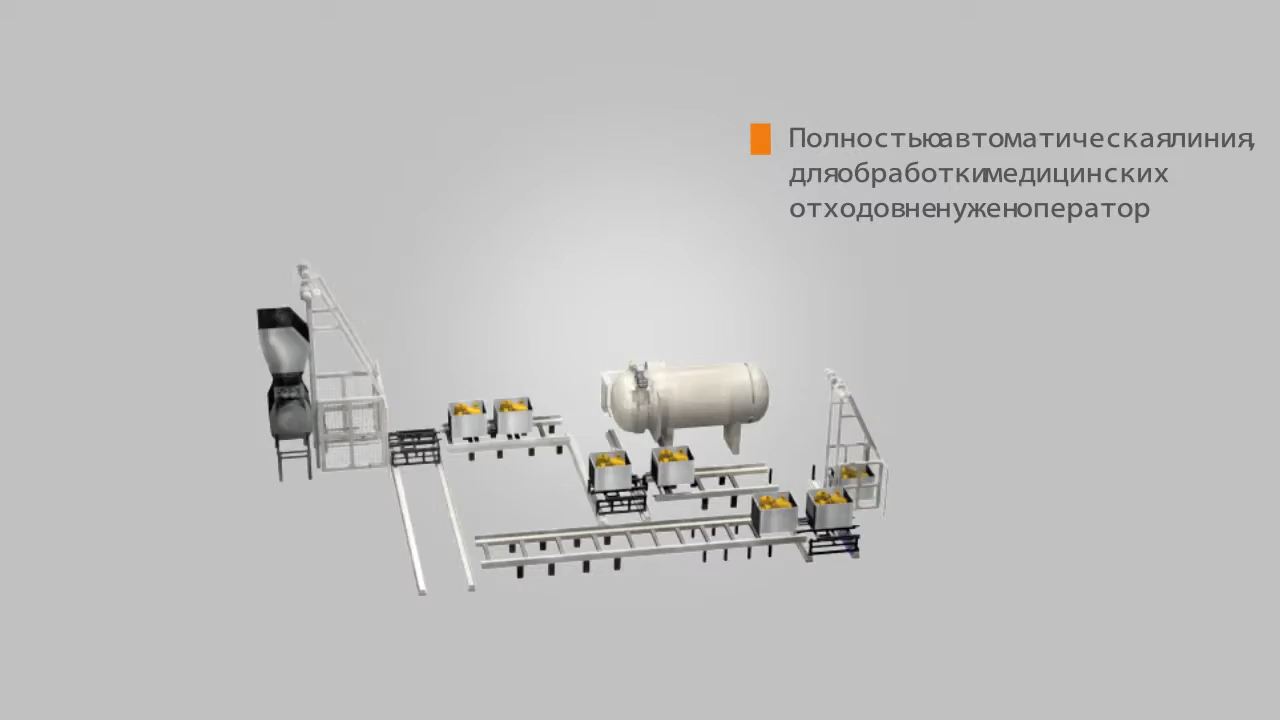 Полностьюавтоматическаялиния,
дляобработкимедицинских
отходовненуженоператор